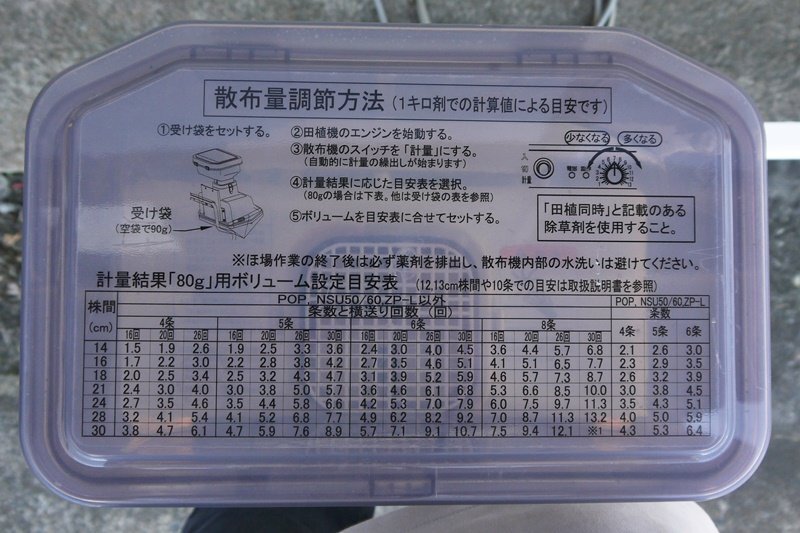 散布量調節方法 (1キロ剤での計算値による目安です)
①受け袋をセットする。
②田植機のエンジンを始動する。
③散布機のスイッチを「計量」にする。
(自動的に計量の繰出しが始まります)
④計量結果に応じた目安表を選択。
(80gの場合は下表。他は受け袋の表を参照)
⑤ボリュームを目安表に合せてセットする。
受け袋
(空袋で90g)
少なくなる 多くなる
入
切
計量
「田植同時」と記載のある
除草剤を使用すること。
※ほ場作業の終了後は必ず薬剤を排出し、散布機内部の水洗いは避けてください。
計量結果「80g」用ボリューム設定目安表 (12,13cm株間や10条での目安は取扱説明書を参照)
株間 (cm) POP, NSU50/60,ZP-L以外 POP, NSU50/60,ZP-L
条数と横送り回数 (回) 条数
4条 5条 6条 8条 4条 5条 6条
16回 20回 26回 16回 20回 26回 30回 16回 20回 26回 30回 16回 20回 26回 30回
14 1.5 1.9 2.6 1.9 2.5 3.3 3.6 2.4 3.0 4.0 4.5 3.6 4.4 5.7 6.8 2.1 2.6 3.0
16 1.7 2.2 3.0 2.2 2.8 3.8 4.2 2.7 3.5 4.6 5.1 4.1 5.1 6.5 7.7 2.3 2.9 3.5
18 2.0 2.5 3.4 2.5 3.2 4.3 4.7 3.1 3.9 5.2 5.9 4.6 5.7 7.3 8.7 2.6 3.2 3.9
21 2.4 3.0 4.0 3.0 3.8 5.0 5.7 3.6 4.6 6.1 6.8 5.3 6.6 8.5 10.0 3.0 3.8 4.5
24 2.7 3.5 4.6 3.5 4.4 5.8 6.6 4.2 5.3 7.0 7.9 6.0 7.5 9.7 11.3 3.5 4.3 5.1
28 3.2 4.1 5.4 4.1 5.2 6.8 7.7 4.9 6.2 8.2 9.2 7.0 8.7 11.3 13.2 4.0 5.0 5.9
30 3.8 4.7 6.1 4.7 5.9 7.6 8.9 5.7 7.1 9.1 10.7 7.5 9.4 12.1 ※1 4.3 5.3 6.4